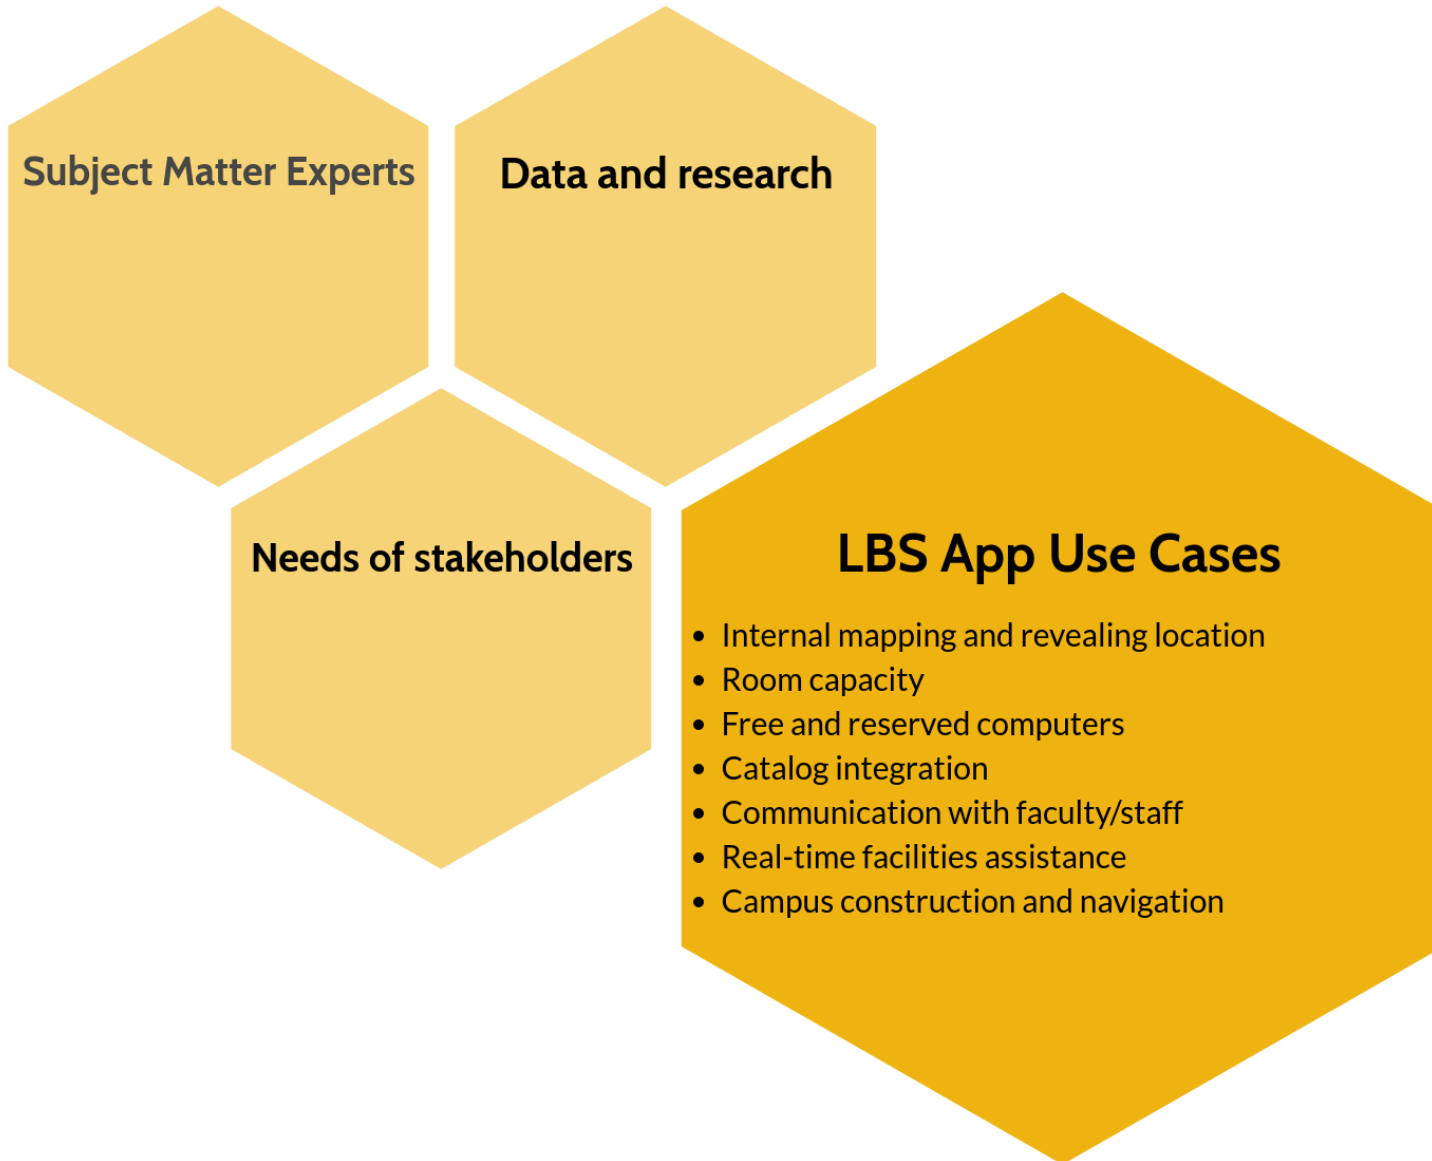 Subject Matter Experts
Data and research
Needs of stakeholders
LBS App Use Cases
• Internal mapping and revealing location
• Room capacity
• Free and reserved computers
• Catalog integration
• Communication with faculty/staff
• Real-time facilities assistance
• Campus construction and navigation